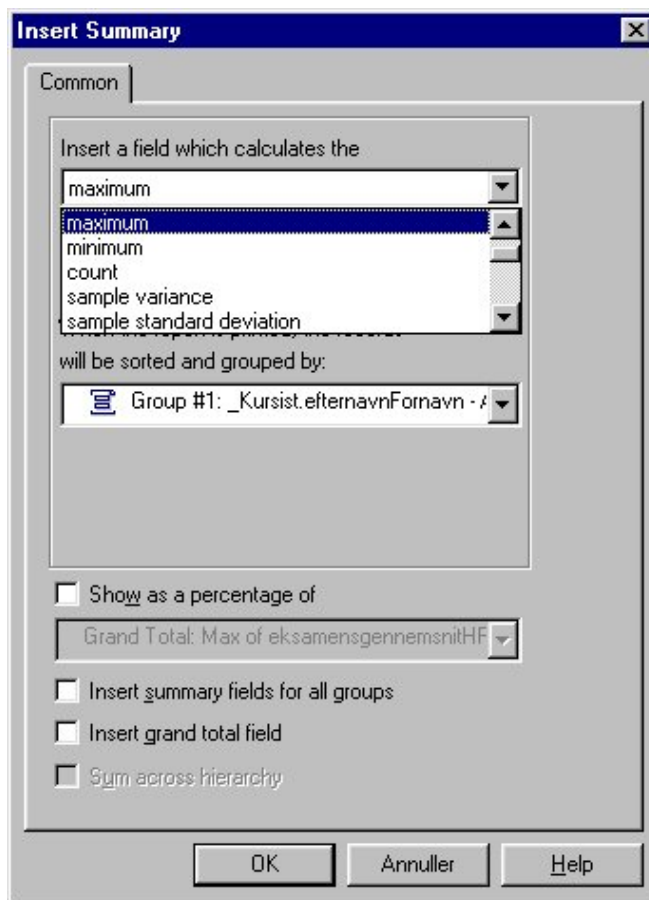 Insert Summary
Common
Insert a field which calculates the
maximum
maximum
minimum
count
sample variance
sample standard deviation
will be sorted and grouped by:
Group #1: _Kursist.efternavnFornavn - A
Show as a percentage of
Grand Total: Max of eksamensgennemsnitHF
Insert summary fields for all groups
Insert grand total field
Sum across hierarchy
OK
Annuller
Help